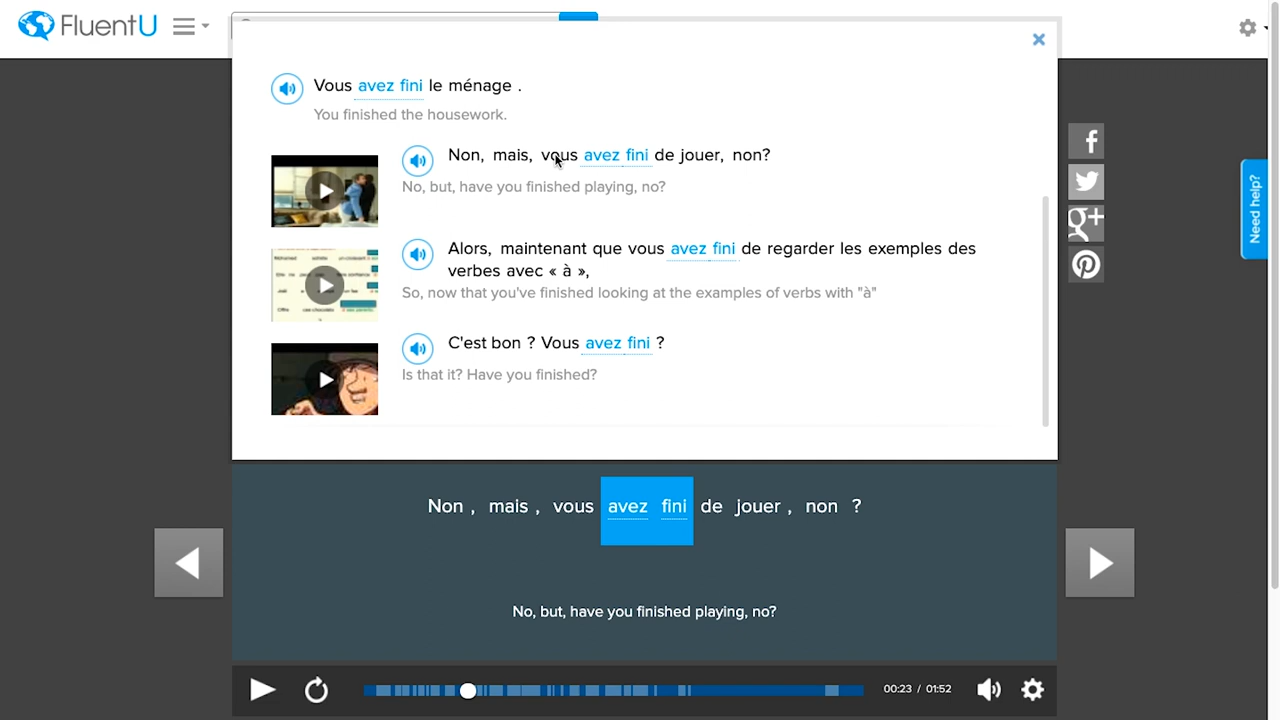 FluentU
Vous avez fini le ménage .
You finished the housework.
Non, mais, vous avez fini de jouer, non?
No, but, have you finished playing, no?
Alors, maintenant que vous avez fini de regarder les exemples des
verbes avec « à »,
So, now that you've finished looking at the examples of verbs with "à"
C'est bon ? Vous avez fini ?
Is that it? Have you finished?
Need help?
Non , mais , vous avez fini de jouer , non ?
No, but, have you finished playing, no?
00:23 / 01:52